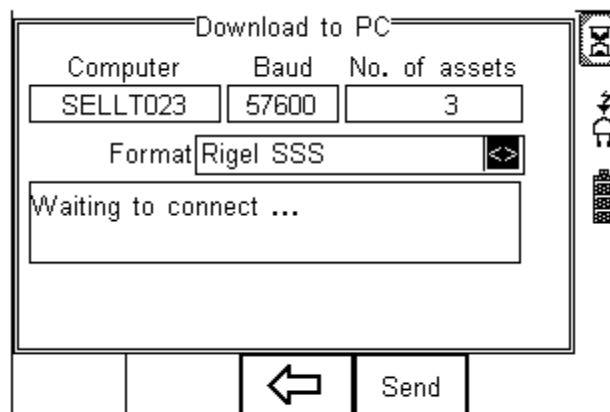 Download to PC
Computer Baud No. of assets
SELLT023 57600 3
Format Rigel SSS <>
Waiting to connect ...
Send